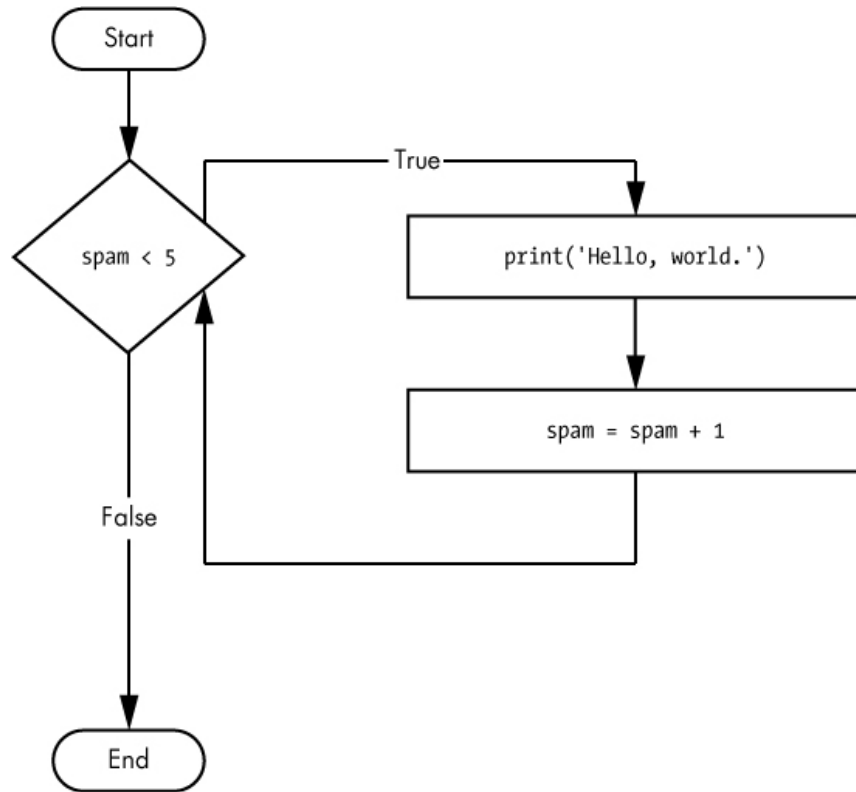 Start
True
spam < 5
print('Hello, world.')
spam = spam + 1
False
End